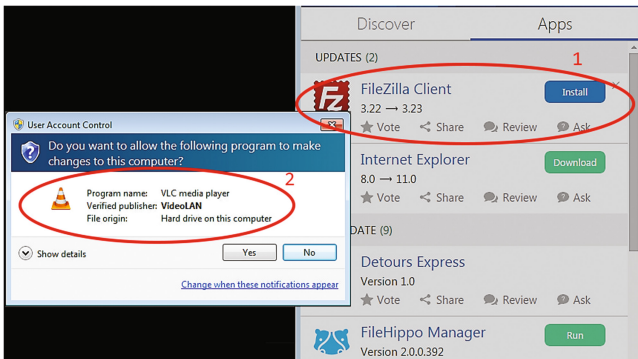 Discover Apps
UPDATES (2)
1
FileZilla Client
Install
3.22 → 3.23
Vote Share Review Ask
Internet Explorer
Download
8.0 → 11.0
Vote Share Review Ask
DATE (9)
Detours Express
Version 1.0
Vote Share Review Ask
FileHippo Manager
Run
Version 2.0.0.392
Fz
User Account Control
Do you want to allow the following program to make
changes to this computer?
2
Program name: VLC media player
Verified publisher: VideoLAN
File origin: Hard drive on this computer
Show details
Yes No
Change when these notifications appear